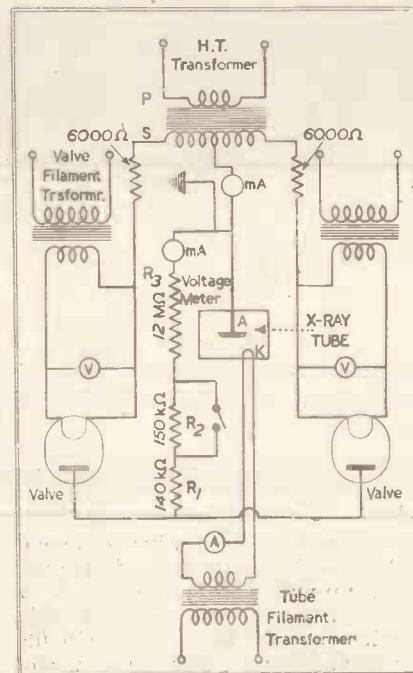 H.T.
Transformer
P
S
6000Ω
6000Ω
Valve
Filament
Trsformr.
mA
mA
R3
Voltage
Meter
12 MΩ
A
K
X-RAY
TUBE
V
V
150 kΩ
R2
140 kΩ
R1
Valve
Valve
A
Tube
Filament
Transformer